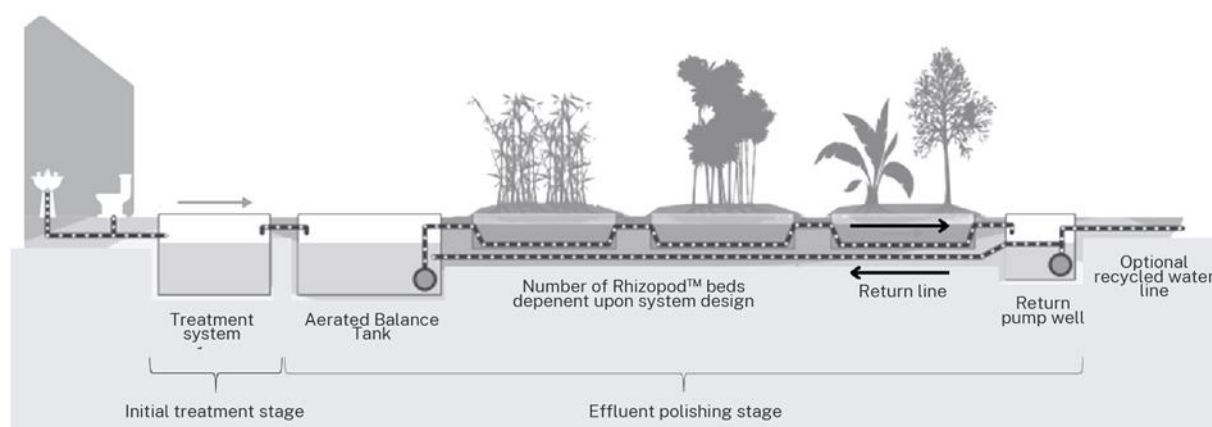 Number of Rhizopod™ beds
depenent upon system design
Return line
Optional
recycled water
line
Treatment
system
Aerated Balance
Tank
Return
pump well
Initial treatment stage
Effluent polishing stage